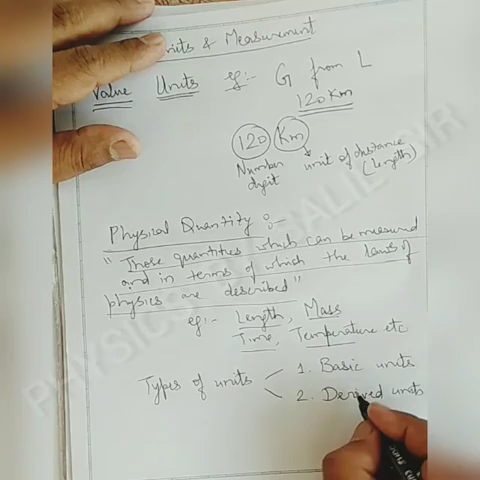 Units & Measurement
Value Units eg:- G from L
120 Km
120 Km
Number digit
unit of distance (length)
Physical Quantity :-
"Those quantities which can be measured
and in terms of which the laws of
physics are described"
eg:- Length, Mass
Time, Temperature etc
Types of units
1. Basic units
2. Derived units